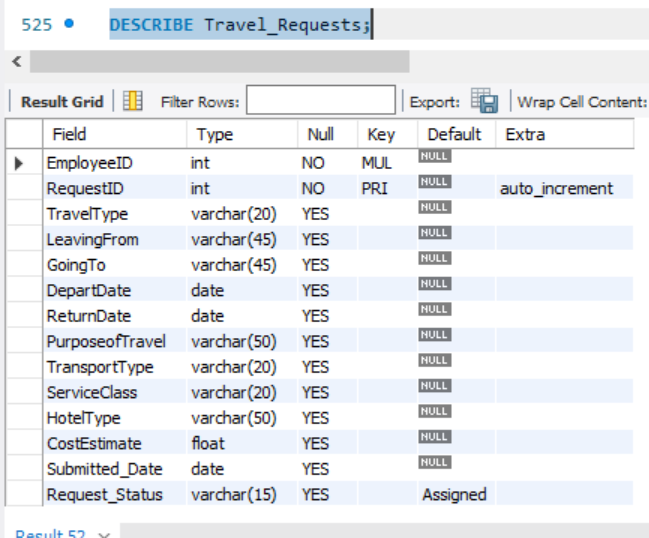 525 DESCRIBE Travel_Requests;
Result Grid Filter Rows: Export: Wrap Cell Content:
Field Type Null Key Default Extra
EmployeeID int NO MUL NULL
RequestID int NO PRI NULL auto_increment
TravelType varchar(20) YES NULL
LeavingFrom varchar(45) YES NULL
GoingTo varchar(45) YES NULL
DepartDate date YES NULL
ReturnDate date YES NULL
PurposeofTravel varchar(50) YES NULL
TransportType varchar(20) YES NULL
ServiceClass varchar(20) YES NULL
HotelType varchar(50) YES NULL
CostEstimate float YES NULL
Submitted_Date date YES NULL
Request_Status varchar(15) YES Assigned
Result 52